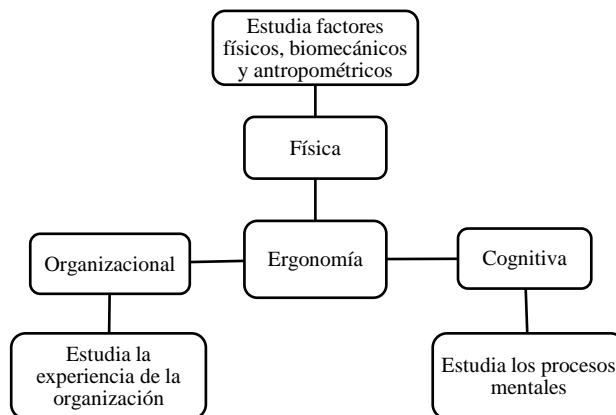 Estudia factores
físicos, biomecánicos
y antropométricos
Física
Organizacional
Ergonomía
Cognitiva
Estudia la
experiencia de la
organización
Estudia los procesos
mentales